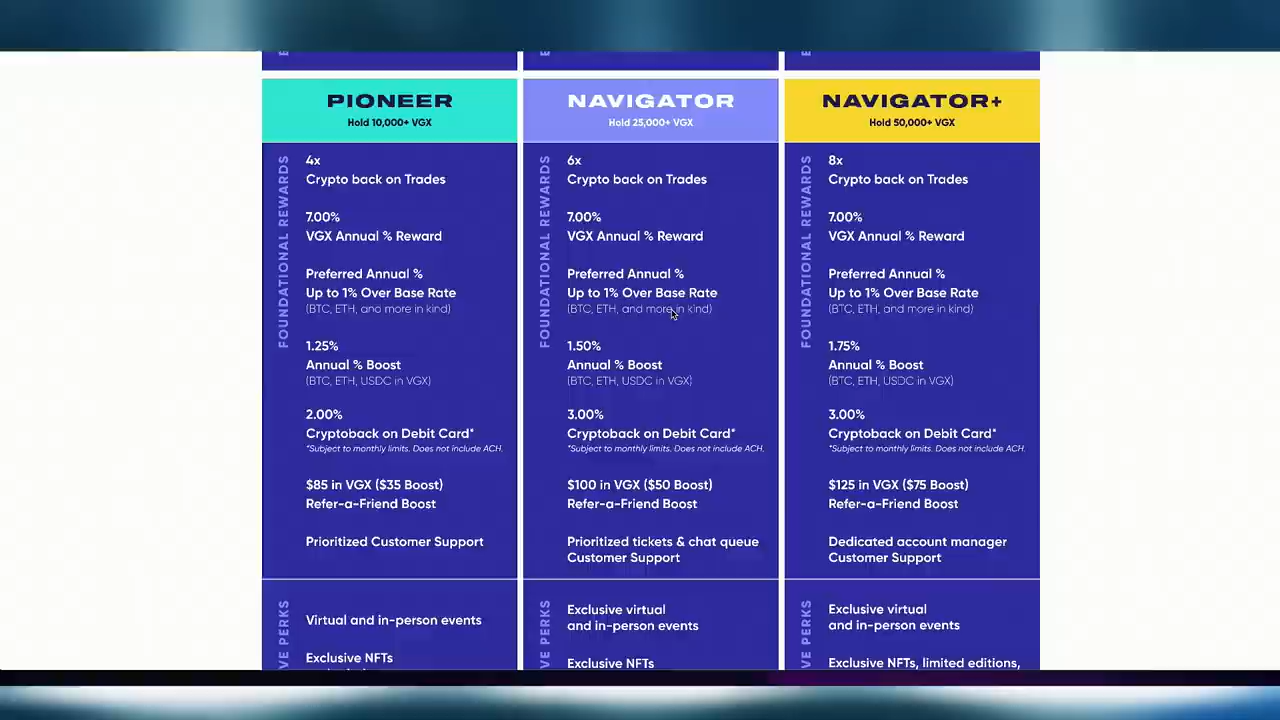 PIONEER
Hold 10,000+ VGX
FOUNDATIONAL REWARDS
4x
Crypto back on Trades
7.00%
VGX Annual % Reward
Preferred Annual %
Up to 1% Over Base Rate
(BTC, ETH, and more in kind)
1.25%
Annual % Boost
(BTC, ETH, USDC in VGX)
2.00%
Cryptoback on Debit Card*
*Subject to monthly limits. Does not include ACH.
$85 in VGX ($35 Boost)
Refer-a-Friend Boost
Prioritized Customer Support
VE PERKS
Virtual and in-person events
Exclusive NFTs
NAVIGATOR
Hold 25,000+ VGX
FOUNDATIONAL REWARDS
6x
Crypto back on Trades
7.00%
VGX Annual % Reward
Preferred Annual %
Up to 1% Over Base Rate
(BTC, ETH, and more in kind)
1.50%
Annual % Boost
(BTC, ETH, USDC in VGX)
3.00%
Cryptoback on Debit Card*
*Subject to monthly limits. Does not include ACH.
$100 in VGX ($50 Boost)
Refer-a-Friend Boost
Prioritized tickets & chat queue
Customer Support
VE PERKS
Exclusive virtual
and in-person events
Exclusive NFTs
NAVIGATOR+
Hold 50,000+ VGX
FOUNDATIONAL REWARDS
8x
Crypto back on Trades
7.00%
VGX Annual % Reward
Preferred Annual %
Up to 1% Over Base Rate
(BTC, ETH, and more in kind)
1.75%
Annual % Boost
(BTC, ETH, USDC in VGX)
3.00%
Cryptoback on Debit Card*
*Subject to monthly limits. Does not include ACH.
$125 in VGX ($75 Boost)
Refer-a-Friend Boost
Dedicated account manager
Customer Support
VE PERKS
Exclusive virtual
and in-person events
Exclusive NFTs, limited editions,